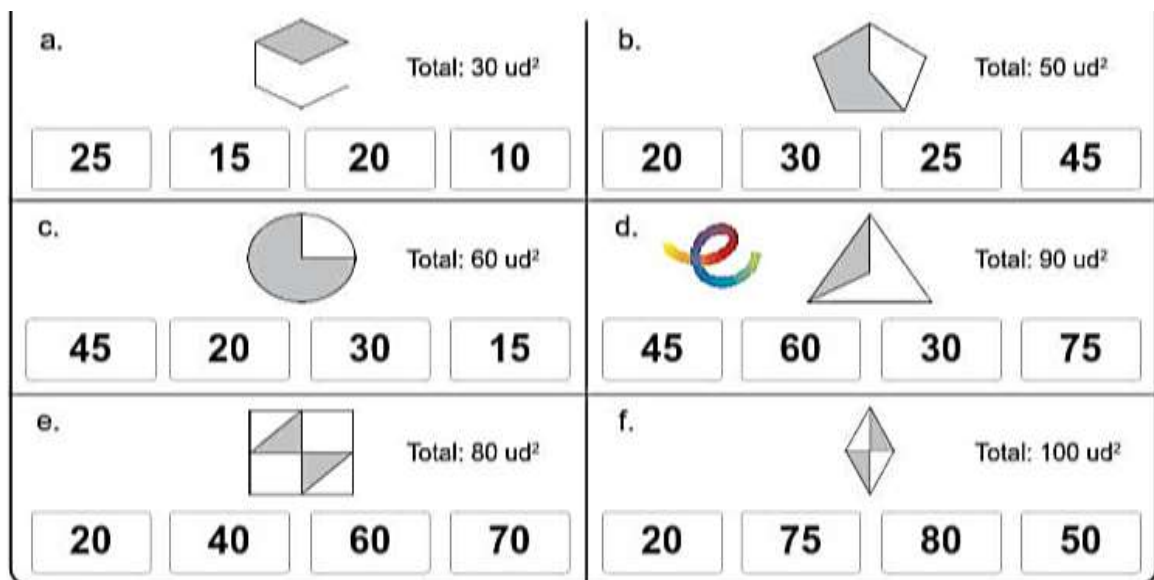 a.
Total: 30 ud²
25 15 20 10
b.
Total: 50 ud²
20 30 25 45
c.
Total: 60 ud²
45 20 30 15
d.
Total: 90 ud²
45 60 30 75
e.
Total: 80 ud²
20 40 60 70
f.
Total: 100 ud²
20 75 80 50